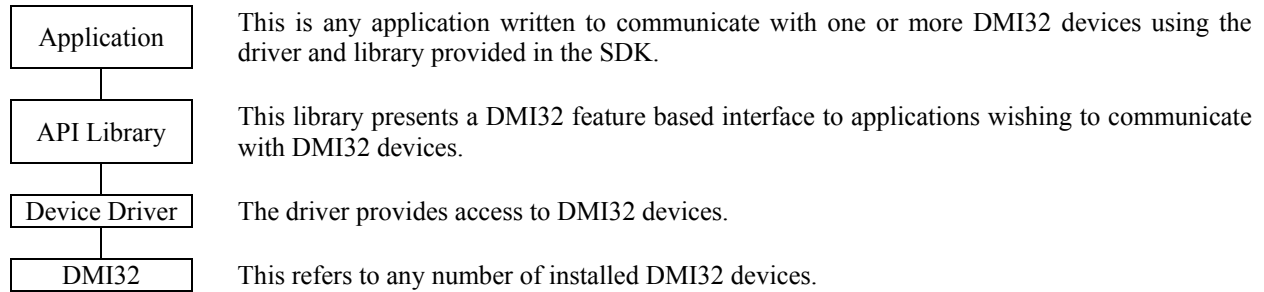 Application
This is any application written to communicate with one or more DMI32 devices using the
driver and library provided in the SDK.
API Library
This library presents a DMI32 feature based interface to applications wishing to communicate
with DMI32 devices.
Device Driver
The driver provides access to DMI32 devices.
DMI32
This refers to any number of installed DMI32 devices.